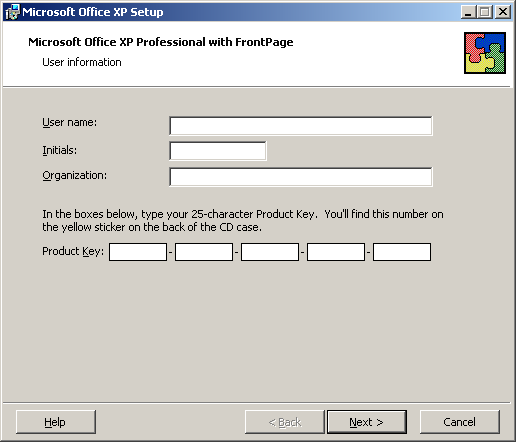 Microsoft Office XP Setup
Microsoft Office XP Professional with FrontPage
User information
User name:
Initials:
Organization:
In the boxes below, type your 25-character Product Key. You'll find this number on
the yellow sticker on the back of the CD case.
Product Key: - - - -
Help < Back Next > Cancel